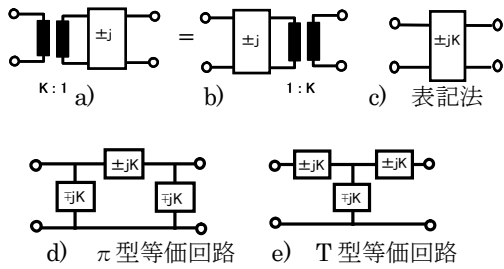 ±j = ±j ±jK
K : 1 1 : K
a) b) c) 表記法
±jK ±jK ±jK
∓jK ∓jK ∓jK
d) π型等価回路 e) T型等価回路